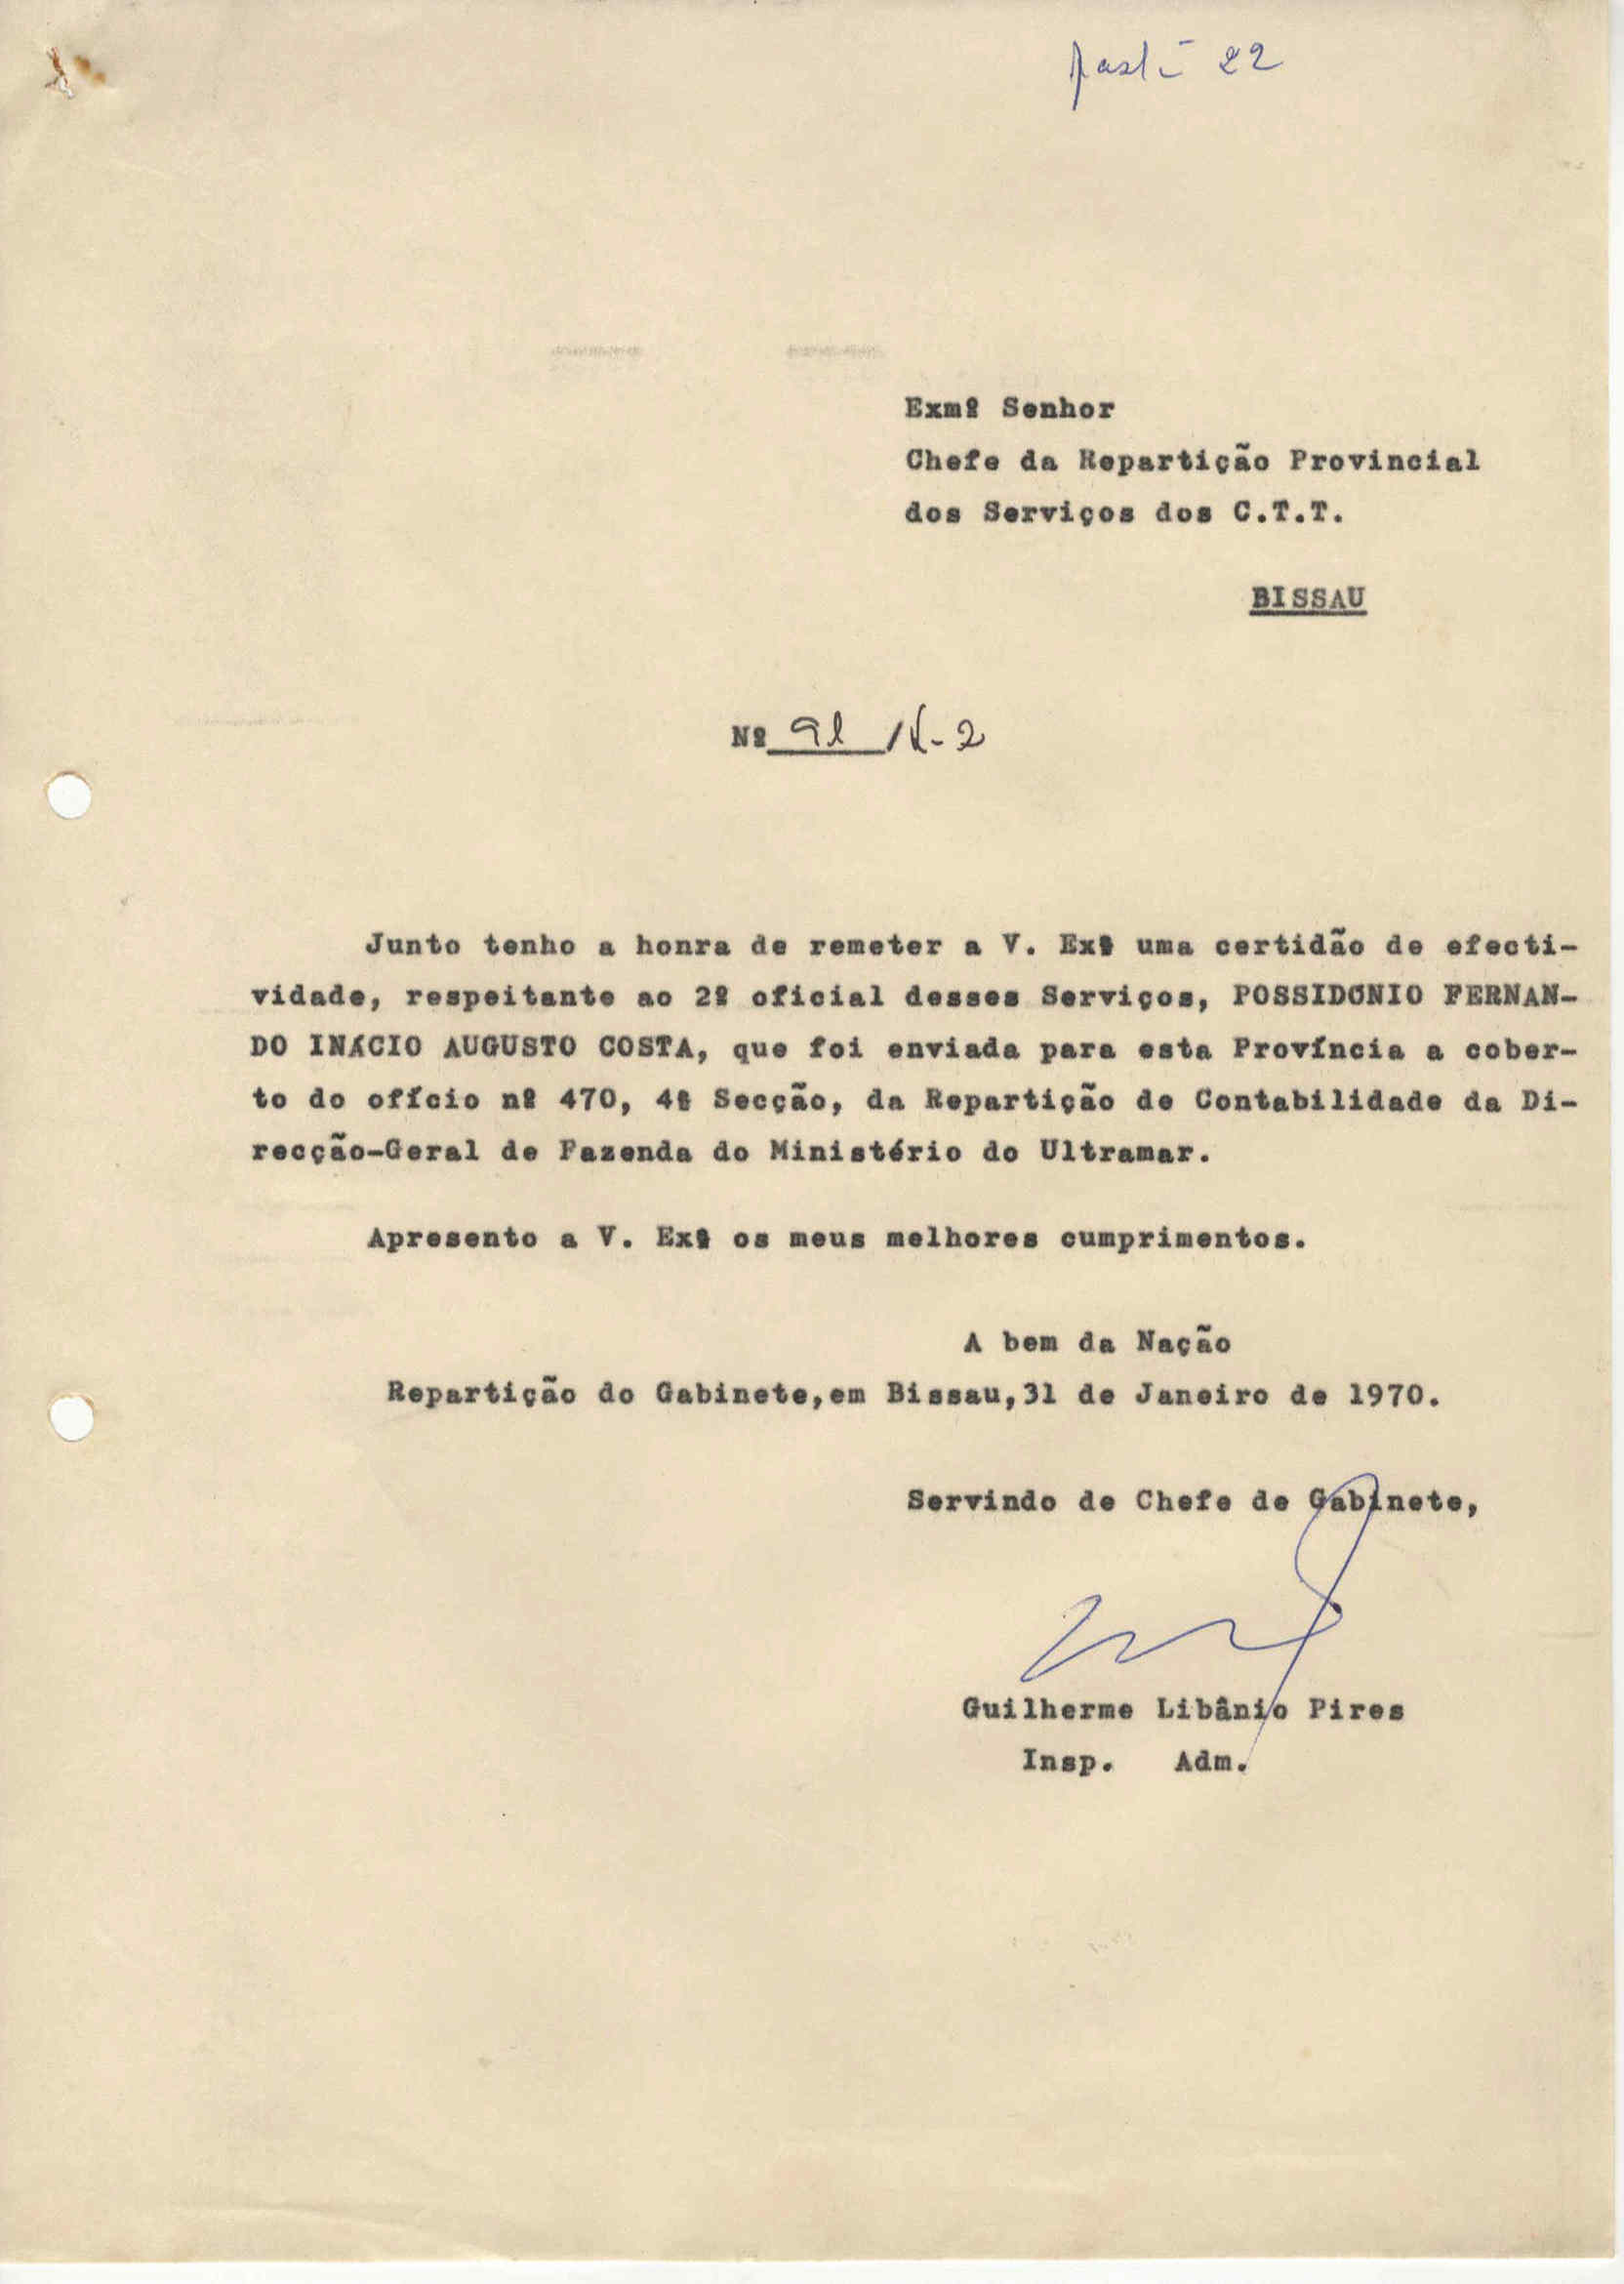 22
Exmº Senhor
Chefe da Repartição Provincial
dos Serviços dos C.T.T.
BISSAU
Nº 91 /
Junto tenho a honra de remeter a V. Exª uma certidão de efecti-
vidade, respeitante ao 2º oficial desses Serviços, POSSIDÓNIO FERNAN-
DO INÁCIO AUGUSTO COSTA, que foi enviada para esta Província a cober-
to do ofício nº 470, 4ª Secção, da Repartição de Contabilidade da Di-
recção-Geral de Fazenda do Ministério do Ultramar.
Apresento a V. Exª os meus melhores cumprimentos.
A bem da Nação
Repartição do Gabinete,em Bissau,31 de Janeiro de 1970.
Servindo de Chefe de Gabinete,
Guilherme Libânio Pires
Insp. Adm.